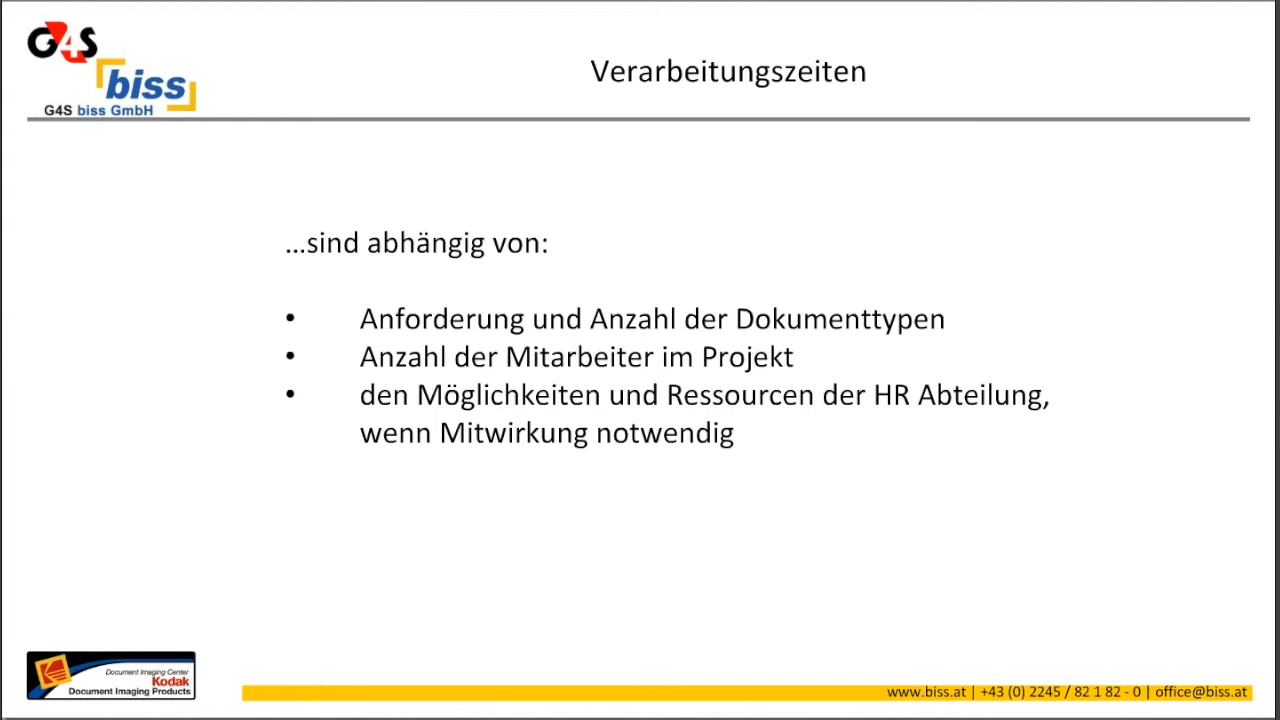 G4S
biss
G4S biss GmbH
Verarbeitungszeiten
...sind abhängig von:
• Anforderung und Anzahl der Dokumenttypen
• Anzahl der Mitarbeiter im Projekt
• den Möglichkeiten und Ressourcen der HR Abteilung,
wenn Mitwirkung notwendig
Document Imaging Center
Kodak
Document Imaging Products
www.biss.at | +43 (0) 2245 / 82 1 82 - 0 | office@biss.at